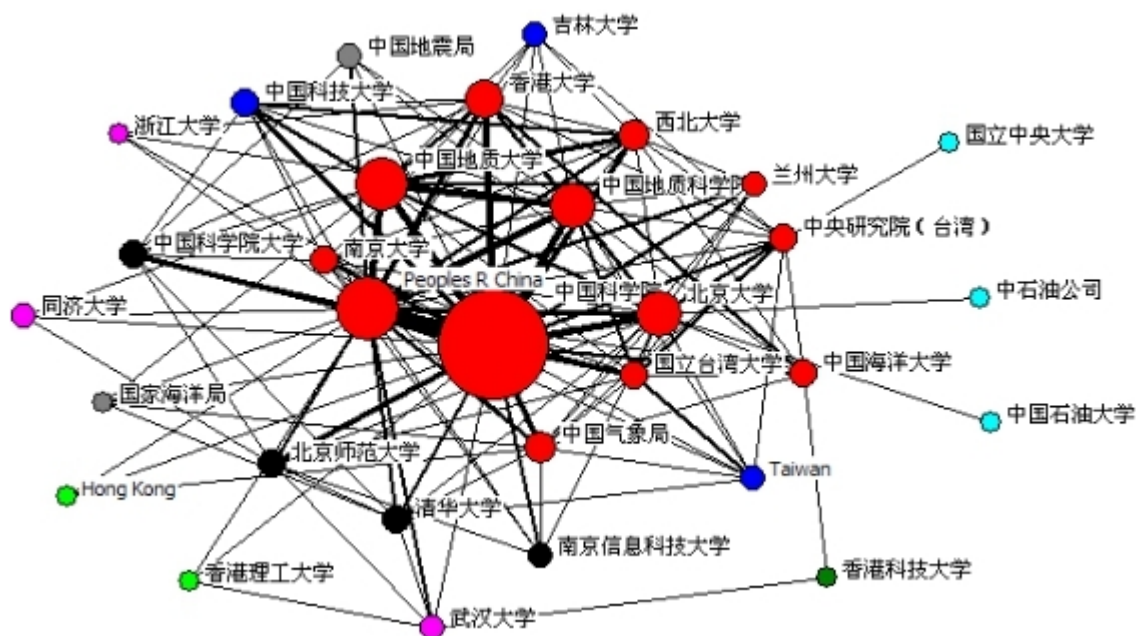 吉林大学
中国地震局
香港大学
中国科技大学
西北大学
浙江大学
国立中央大学
中国地质大学
中国地质科学院
兰州大学
中央研究院（台湾）
中国科学院大学
南京大学
Peoples R China
中国科学院
北京大学
中石油公司
同济大学
国立台湾大学
中国海洋大学
国家海洋局
中国石油大学
中国气象局
北京师范大学
Taiwan
Hong Kong
清华大学
南京信息科技大学
香港理工大学
香港科技大学
武汉大学